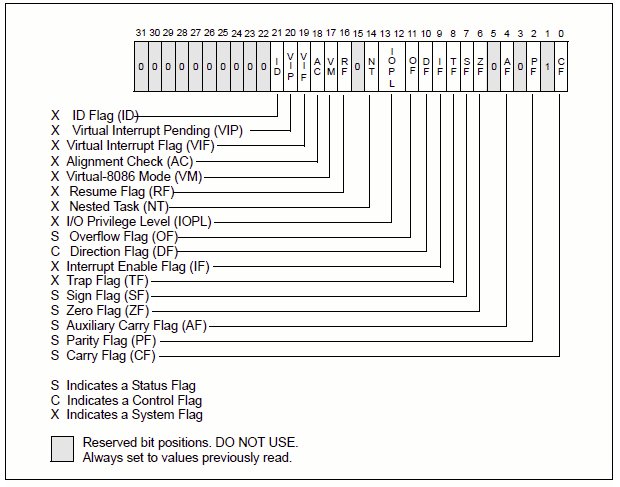 31 30 29 28 27 26 25 24 23 22 21 20 19 18 17 16 15 14 13 12 11 10 9 8 7 6 5 4 3 2 1 0
0 0 0 0 0 0 0 0 0 0 ID VIP VIF AC VM RF 0 NT IOPL OF DF IF TF SF ZF 0 AF 0 PF 1 CF
X ID Flag (ID)
X Virtual Interrupt Pending (VIP)
X Virtual Interrupt Flag (VIF)
X Alignment Check (AC)
X Virtual-8086 Mode (VM)
X Resume Flag (RF)
X Nested Task (NT)
X I/O Privilege Level (IOPL)
S Overflow Flag (OF)
C Direction Flag (DF)
X Interrupt Enable Flag (IF)
X Trap Flag (TF)
S Sign Flag (SF)
S Zero Flag (ZF)
S Auxiliary Carry Flag (AF)
S Parity Flag (PF)
S Carry Flag (CF)
S Indicates a Status Flag
C Indicates a Control Flag
X Indicates a System Flag
Reserved bit positions. DO NOT USE.
Always set to values previously read.